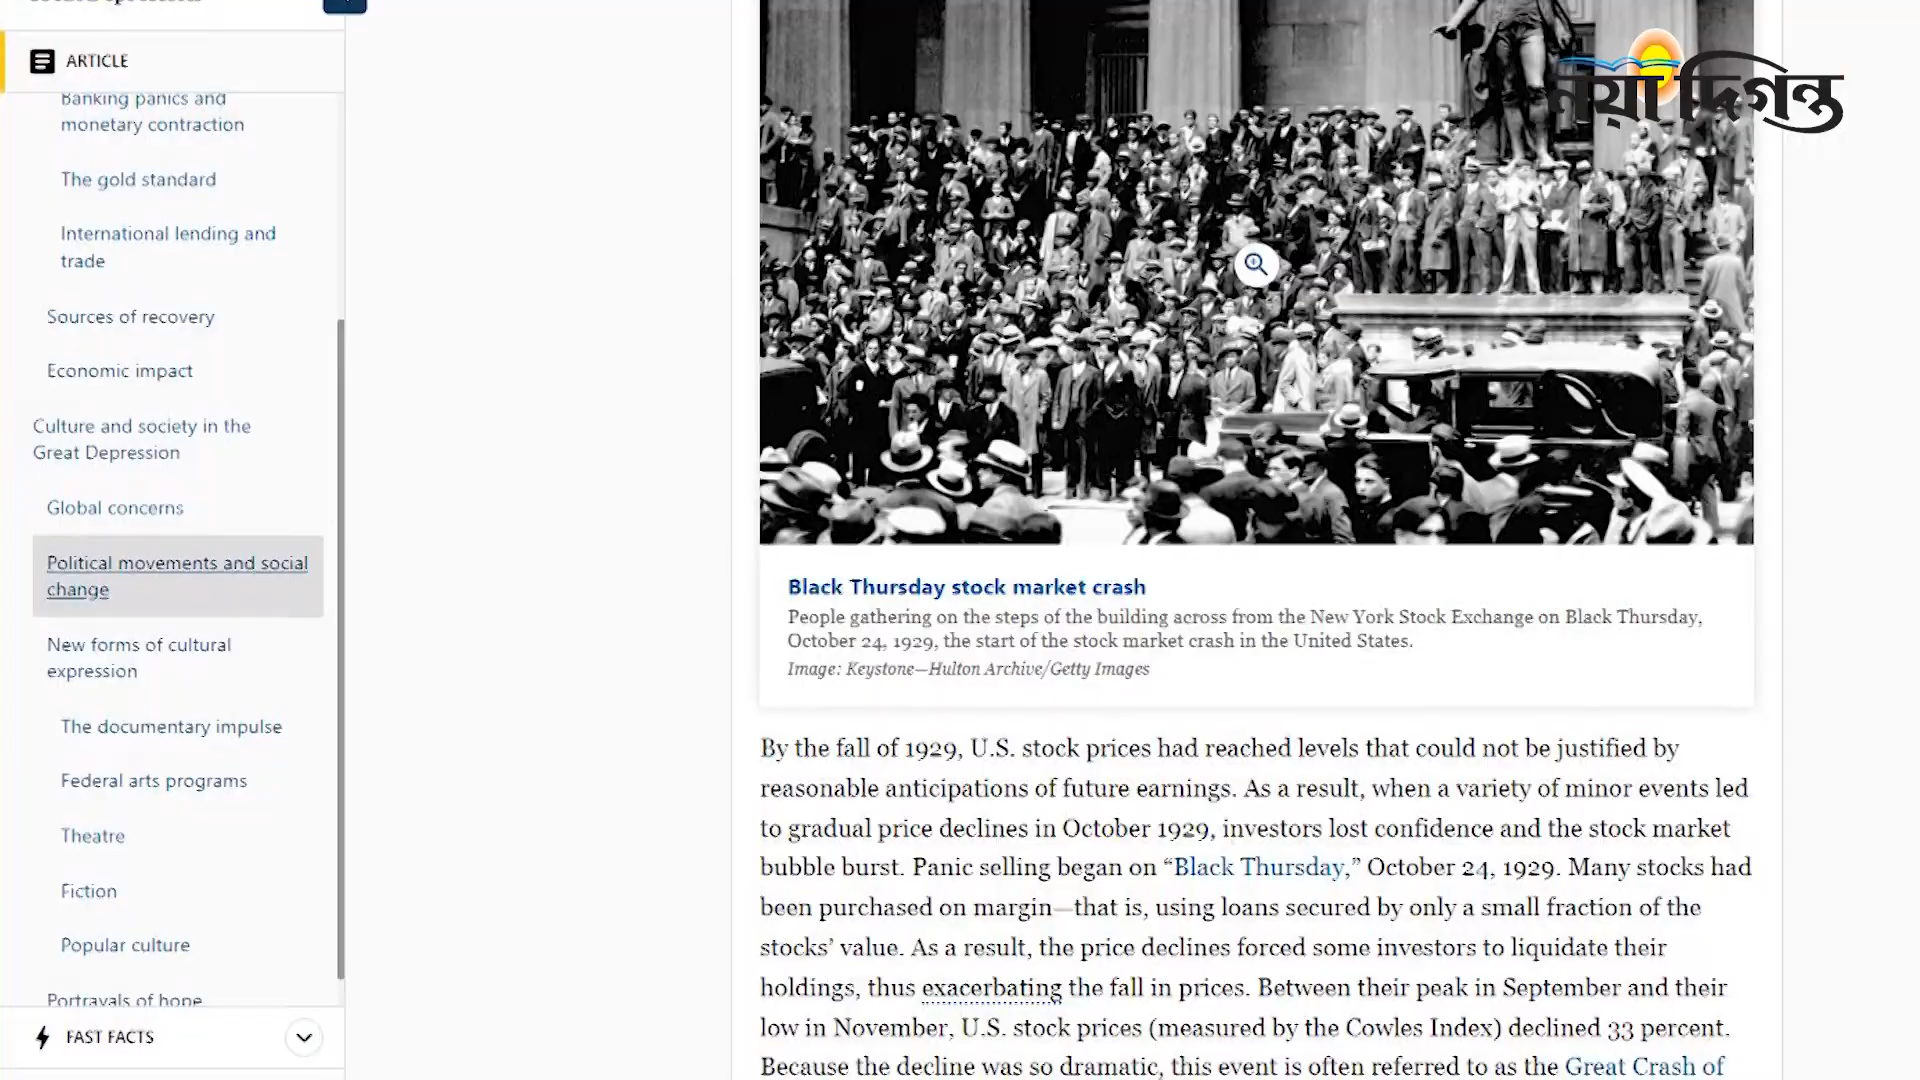 ARTICLE
Banking panics and
monetary contraction
The gold standard
International lending and
trade
Sources of recovery
Economic impact
Culture and society in the
Great Depression
Global concerns
Political movements and social
change
New forms of cultural
expression
The documentary impulse
Federal arts programs
Theatre
Fiction
Popular culture
Portrayals of hope
FAST FACTS
নয়া দিগন্ত
Black Thursday stock market crash
People gathering on the steps of the building across from the New York Stock Exchange on Black Thursday,
October 24, 1929, the start of the stock market crash in the United States.
Image: Keystone—Hulton Archive/Getty Images
By the fall of 1929, U.S. stock prices had reached levels that could not be justified by
reasonable anticipations of future earnings. As a result, when a variety of minor events led
to gradual price declines in October 1929, investors lost confidence and the stock market
bubble burst. Panic selling began on “Black Thursday,” October 24, 1929. Many stocks had
been purchased on margin—that is, using loans secured by only a small fraction of the
stocks’ value. As a result, the price declines forced some investors to liquidate their
holdings, thus exacerbating the fall in prices. Between their peak in September and their
low in November, U.S. stock prices (measured by the Cowles Index) declined 33 percent.
Because the decline was so dramatic, this event is often referred to as the Great Crash of